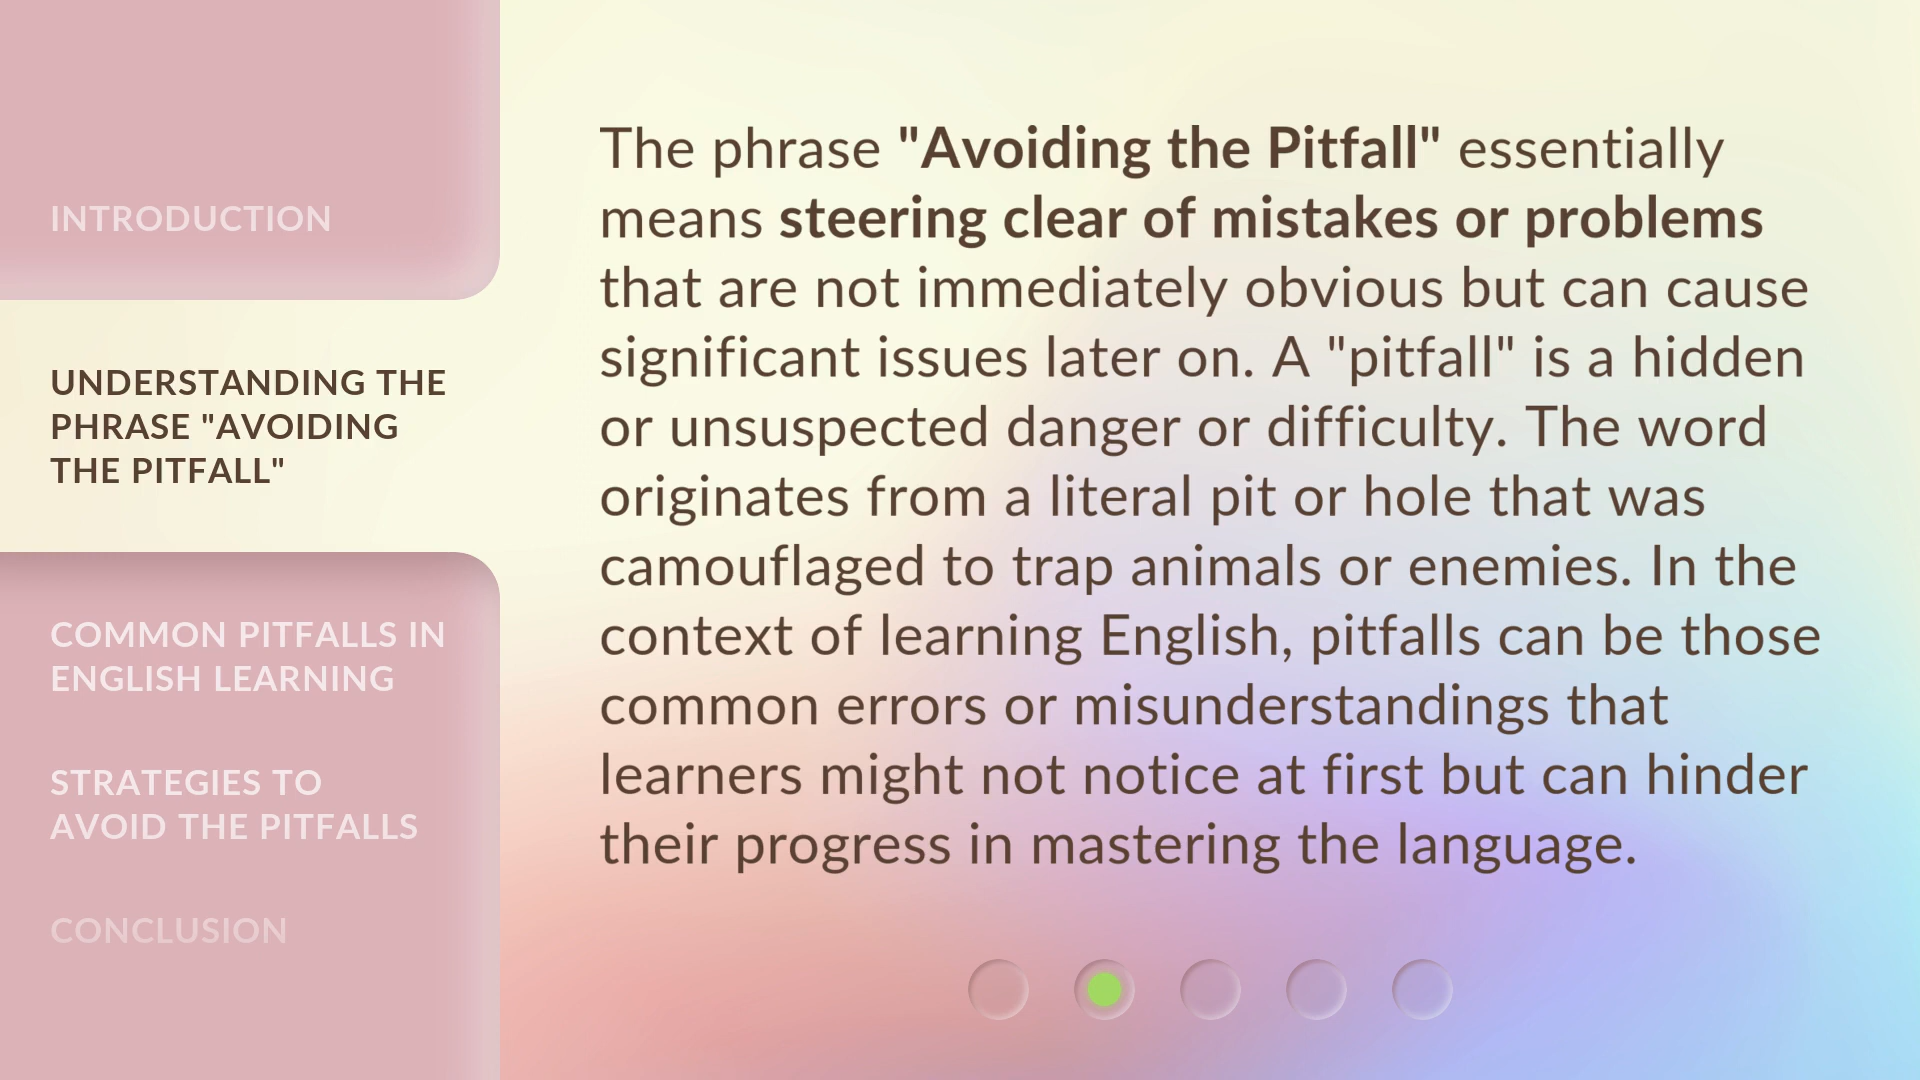 INTRODUCTION
UNDERSTANDING THE
PHRASE "AVOIDING
THE PITFALL"
COMMON PITFALLS IN
ENGLISH LEARNING
STRATEGIES TO
AVOID THE PITFALLS
CONCLUSION
The phrase "Avoiding the Pitfall" essentially
means steering clear of mistakes or problems
that are not immediately obvious but can cause
significant issues later on. A "pitfall" is a hidden
or unsuspected danger or difficulty. The word
originates from a literal pit or hole that was
camouflaged to trap animals or enemies. In the
context of learning English, pitfalls can be those
common errors or misunderstandings that
learners might not notice at first but can hinder
their progress in mastering the language.